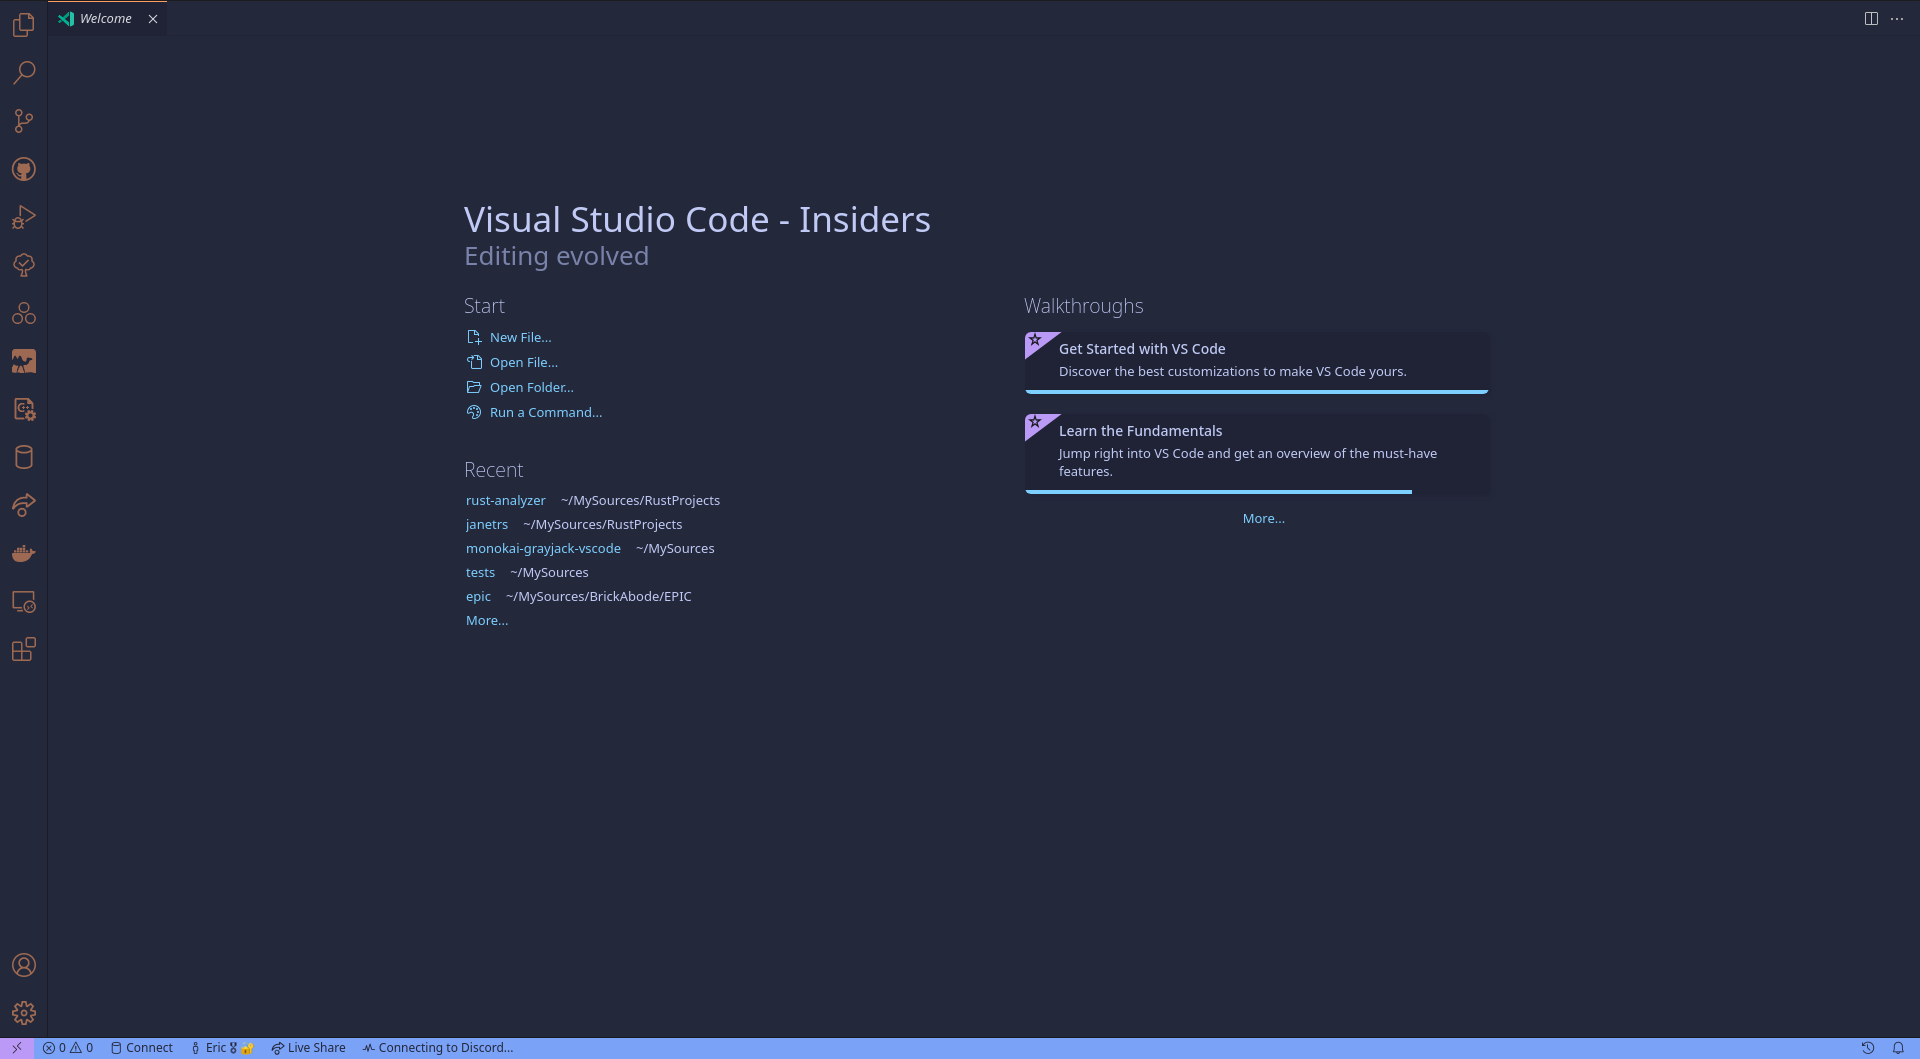 Welcome
Visual Studio Code - Insiders
Editing evolved
Start
New File...
Open File...
Open Folder...
Run a Command...
Recent
rust-analyzer ~/MySources/RustProjects
janetrs ~/MySources/RustProjects
monokai-grayjack-vscode ~/MySources
tests ~/MySources
epic ~/MySources/BrickAbode/EPIC
More...
Walkthroughs
Get Started with VS Code
Discover the best customizations to make VS Code yours.
Learn the Fundamentals
Jump right into VS Code and get an overview of the must-have
features.
More...
0 0 Connect Eric Live Share Connecting to Discord...